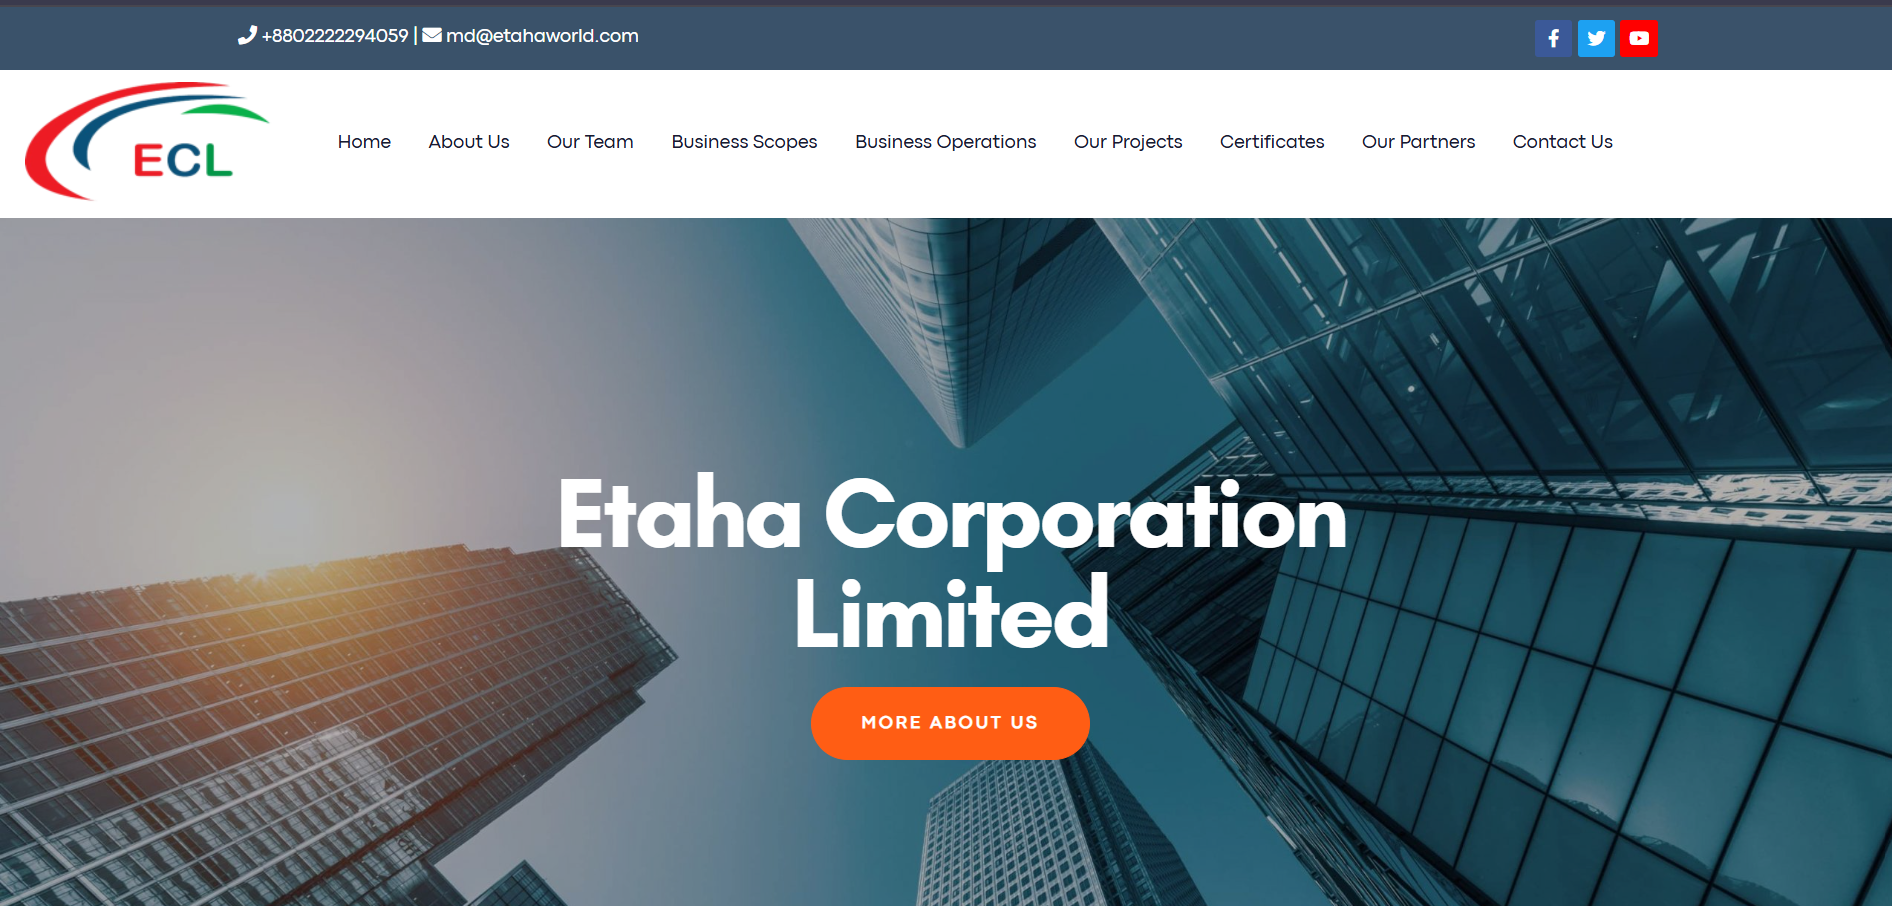 +8802222294059 | md@etahaworld.com
ECL
Home About Us Our Team Business Scopes Business Operations Our Projects Certificates Our Partners Contact Us
Etaha Corporation
Limited
MORE ABOUT US